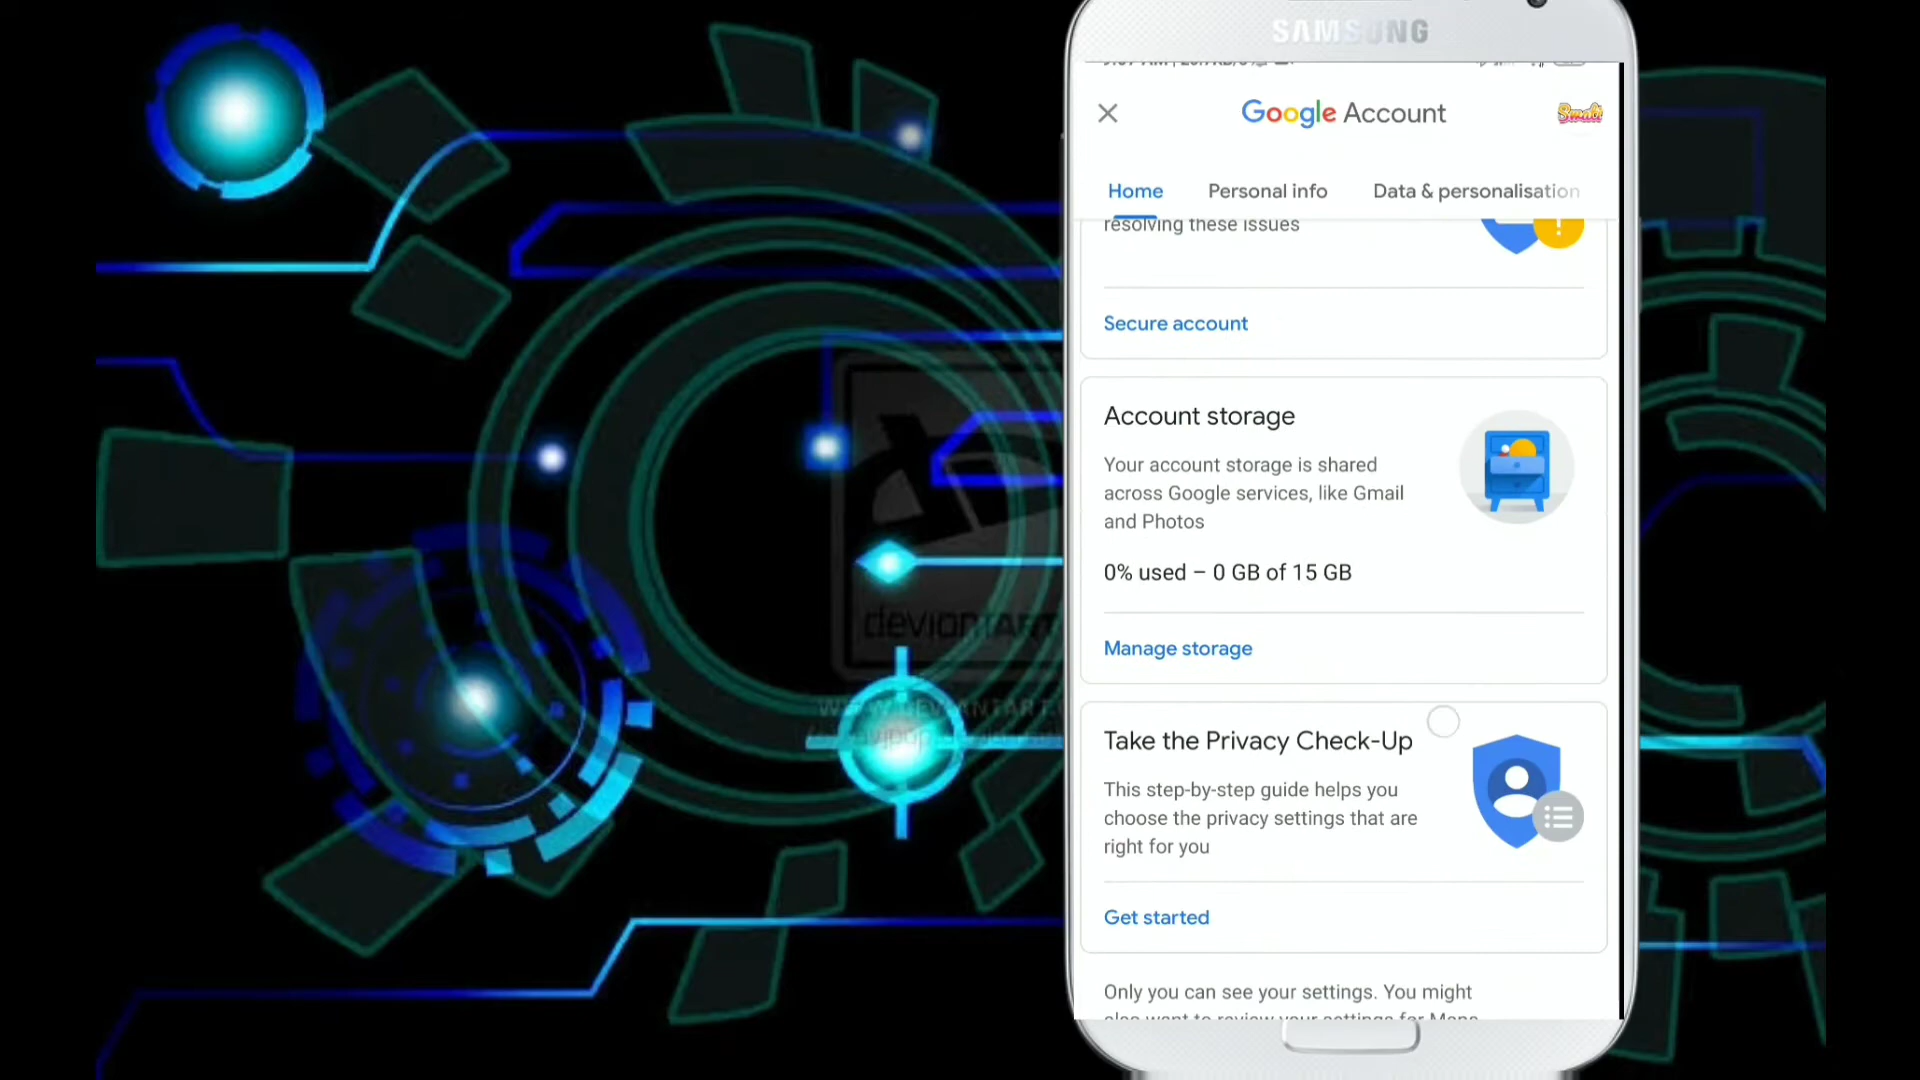 SAMSUNG
Google Account
Home Personal info Data & personalisation
resolving these issues
Secure account
Account storage
Your account storage is shared
across Google services, like Gmail
and Photos
0% used – 0 GB of 15 GB
Manage storage
Take the Privacy Check-Up
This step-by-step guide helps you
choose the privacy settings that are
right for you
Get started
Only you can see your settings. You might
deviantART